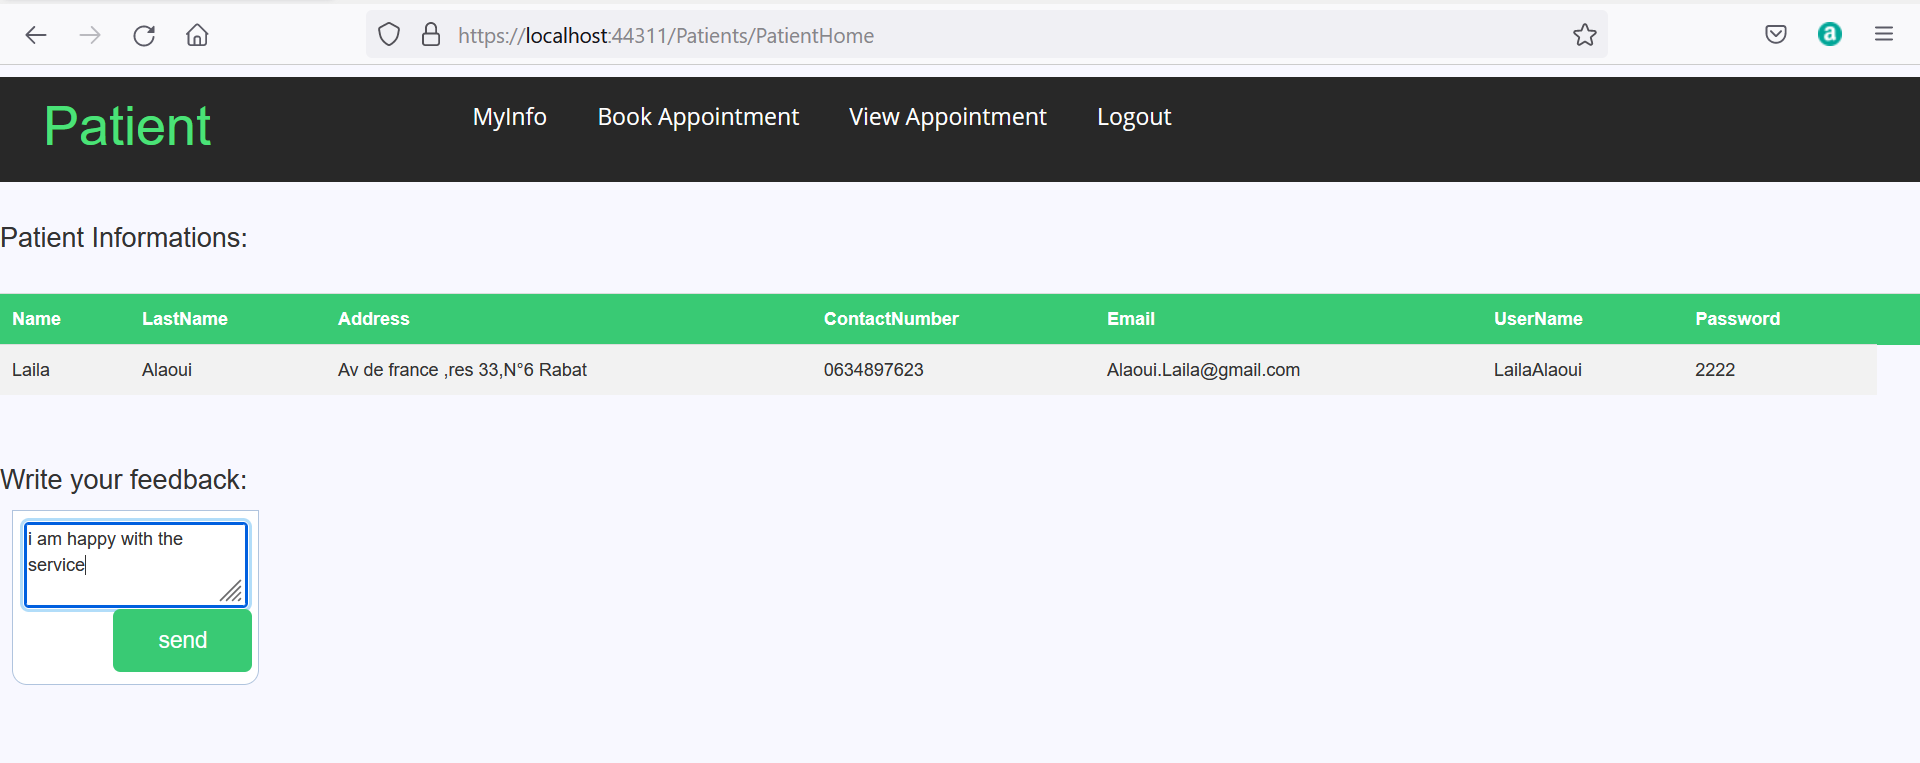 https://localhost:44311/Patients/PatientHome
a
Patient MyInfo Book Appointment View Appointment Logout
Patient Informations:
Name LastName Address ContactNumber Email UserName Password
Laila Alaoui Av de france ,res 33,N°6 Rabat 0634897623 Alaoui.Laila@gmail.com LailaAlaoui 2222
Write your feedback:
i am happy with the
service
send